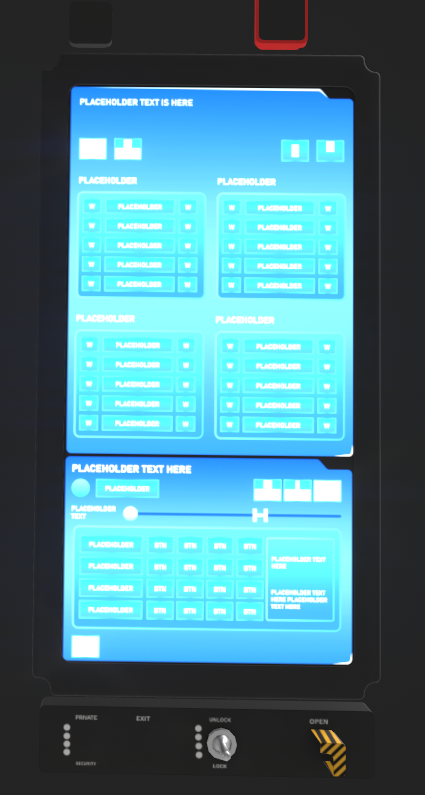 PLACEHOLDER TEXT IS HERE
PLACEHOLDER PLACEHOLDER
W PLACEHOLDER W W PLACEHOLDER W
W PLACEHOLDER W W PLACEHOLDER W
W PLACEHOLDER W W PLACEHOLDER W
W PLACEHOLDER W W PLACEHOLDER W
W PLACEHOLDER W W PLACEHOLDER W
PLACEHOLDER PLACEHOLDER
W PLACEHOLDER W W PLACEHOLDER W
W PLACEHOLDER W W PLACEHOLDER W
W PLACEHOLDER W W PLACEHOLDER W
W PLACEHOLDER W W PLACEHOLDER W
W PLACEHOLDER W W PLACEHOLDER W
PLACEHOLDER TEXT HERE
PLACEHOLDER
PLACEHOLDER
TEXT
PLACEHOLDER BTN BTN BTN BTN
PLACEHOLDER BTN BTN BTN BTN
PLACEHOLDER BTN BTN BTN BTN
PLACEHOLDER BTN BTN BTN BTN
PLACEHOLDER TEXT
HERE
PLACEHOLDER TEXT
HERE PLACEHOLDER
TEXT HERE
PRIVATE EXIT UNLOCK OPEN
SECURITY LOCK